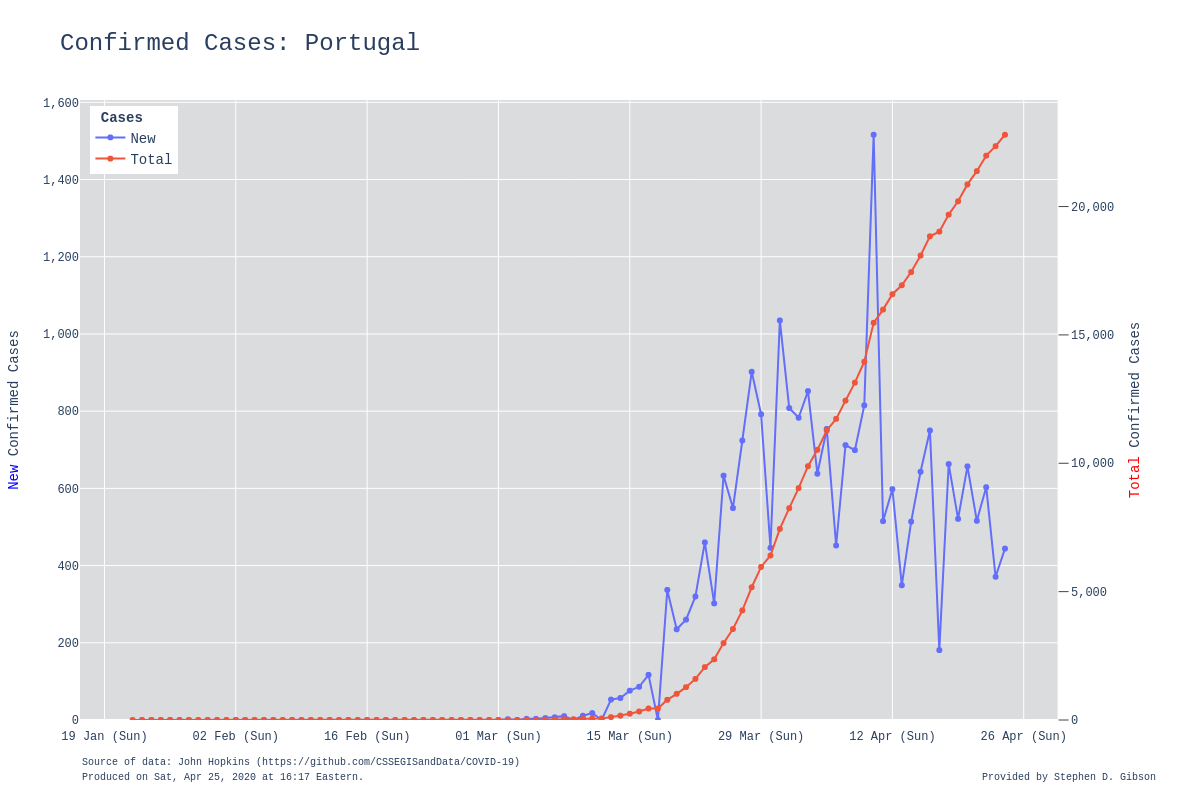 Confirmed Cases: Portugal
Cases
New
Total
1,600
1,400
1,200
1,000
800
600
400
200
0
New Confirmed Cases
20,000
15,000
10,000
5,000
0
Total Confirmed Cases
19 Jan (Sun) 02 Feb (Sun) 16 Feb (Sun) 01 Mar (Sun) 15 Mar (Sun) 29 Mar (Sun) 12 Apr (Sun) 26 Apr (Sun)
Source of data: John Hopkins (https://github.com/CSSEGISandData/COVID-19)
Produced on Sat, Apr 25, 2020 at 16:17 Eastern.
Provided by Stephen D. Gibson